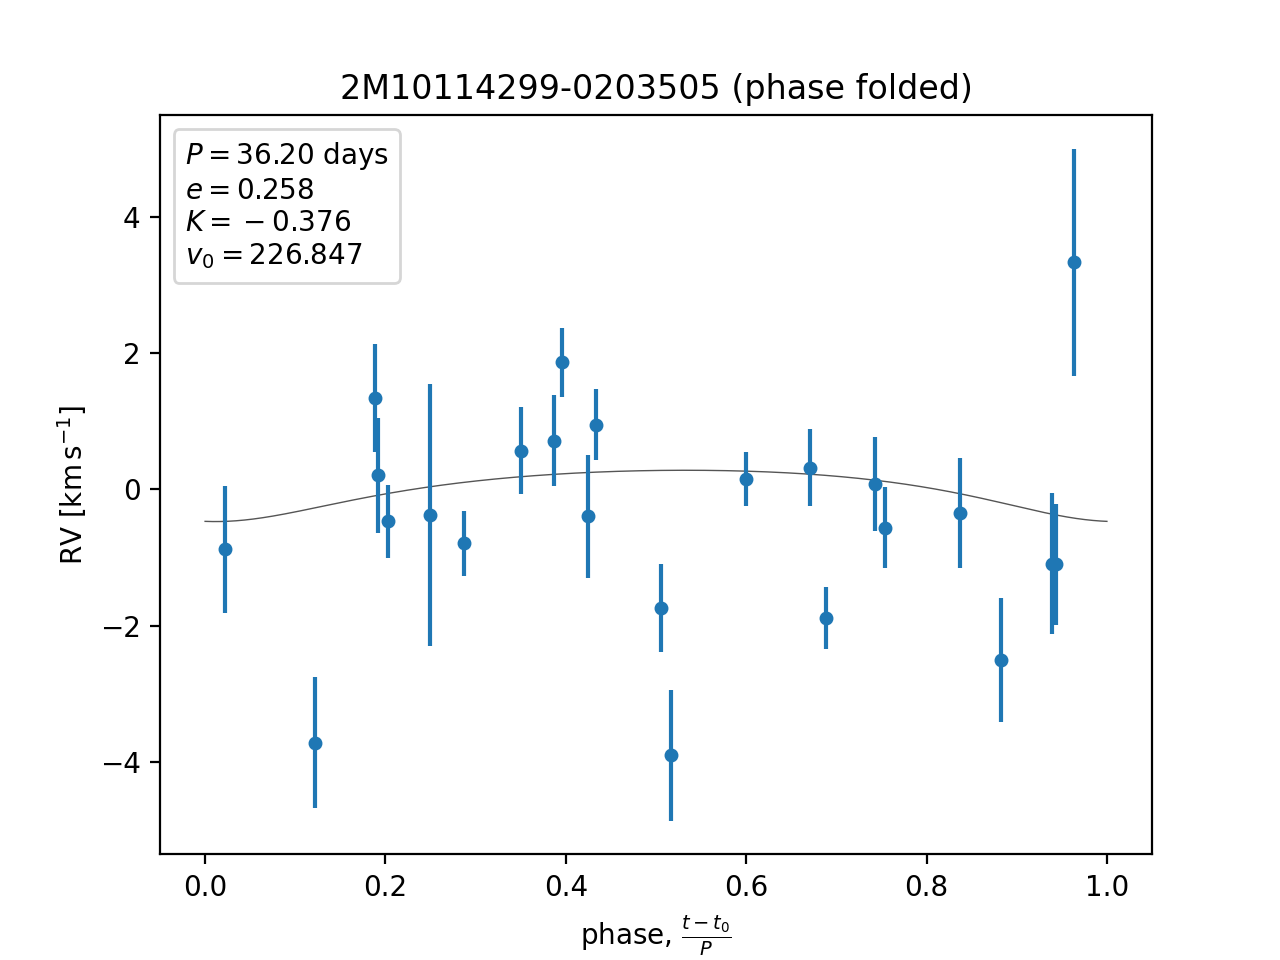 2M10114299-0203505 (phase folded)
P = 36.20 days
e = 0.258
K = −0.376
v₀ = 226.847
4
2
0
−2
−4
RV [km s⁻¹]
0.0 0.2 0.4 0.6 0.8 1.0
phase, (t − t₀)/P